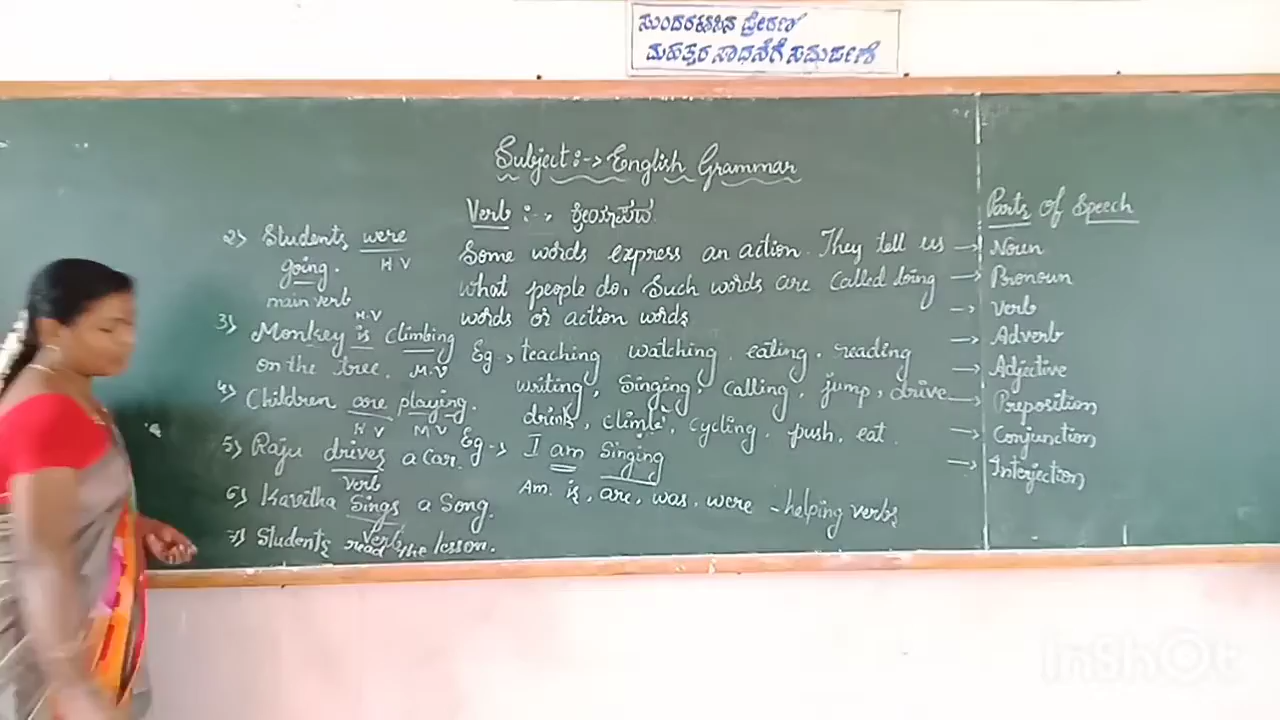 ಸುಂದರಕನಸಿನ ಪ್ರೇರಣೆ
ಮಹತ್ತರ ಸಾಧನೆಗೆ ಸಮರ್ಪಣೆ
Subject:-> English Grammar
Verb :-> ಕ್ರೀಯಾಪದ.
Some words express an action. They tell us
what people do. Such words are called doing
words or action words
Eg -> teaching watching. eating. reading
writing, Singing, calling, jump, drive
drink, climb, cycling. push. eat.
Eg -> I am Singing
Am. is, are, was, were - helping verbs
2) Students were
H V
going.
main verb
H.V
3) Monkey is climbing
on the tree. M.V
4) Children are playing.
H V M V
5) Raju drives a car.
verb
6) Kavitha Sings a Song.
verb
7) Students read the lesson.
Parts of Speech
-> Noun
-> Pronoun
-> Verb
-> Adverb
-> Adjective
-> Preposition
-> Conjunction
-> Interjection
InShOt